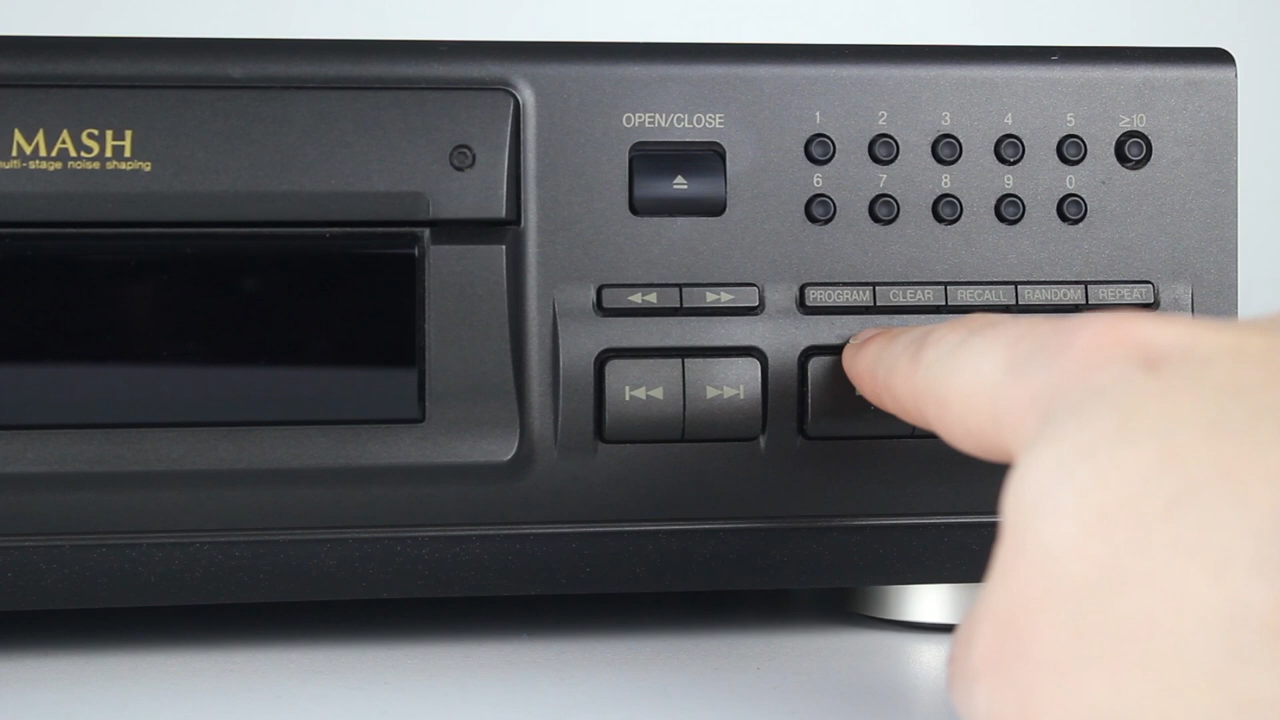 MASH
multi-stage noise shaping
OPEN/CLOSE
1 2 3 4 5 ≥10
6 7 8 9 0
PROGRAM CLEAR RECALL RANDOM REPEAT